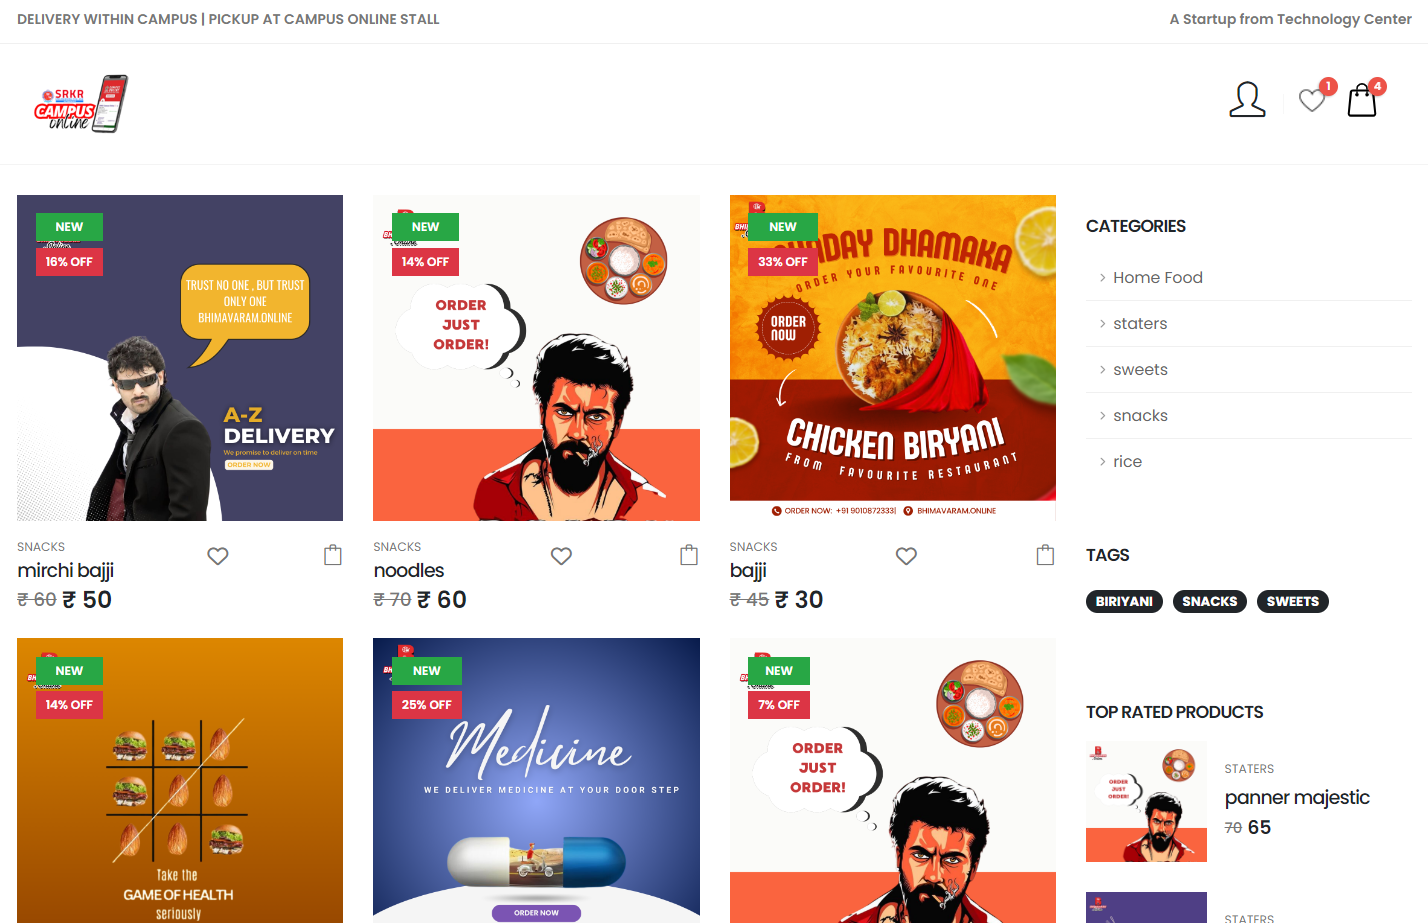 DELIVERY WITHIN CAMPUS | PICKUP AT CAMPUS ONLINE STALL
A Startup from Technology Center
SRKR
CAMPUS
online
1
4
NEW
16% OFF
TRUST NO ONE , BUT TRUST
ONLY ONE
BHIMAVARAM.ONLINE
A-Z
DELIVERY
We promise to deliver on time
ORDER NOW
SNACKS
mirchi bajji
₹ 60 ₹ 50
NEW
14% OFF
ORDER
JUST
ORDER!
SNACKS
noodles
₹ 70 ₹ 60
NEW
33% OFF
DHAMAKA
ORDER YOUR FAVOURITE ONE
ORDER
NOW
CHICKEN BIRYANI
FROM FAVOURITE RESTAURANT
ORDER NOW: +91 9010872333| BHIMAVARAM.ONLINE
SNACKS
bajji
₹ 45 ₹ 30
NEW
14% OFF
Take the
GAME OF HEALTH
seriously
NEW
25% OFF
Medicine
WE DELIVER MEDICINE AT YOUR DOOR STEP
ORDER NOW
NEW
7% OFF
ORDER
JUST
ORDER!
CATEGORIES
Home Food
staters
sweets
snacks
rice
TAGS
BIRIYANI SNACKS SWEETS
TOP RATED PRODUCTS
ORDER
JUST
ORDER!
STATERS
panner majestic
70 65
STATERS